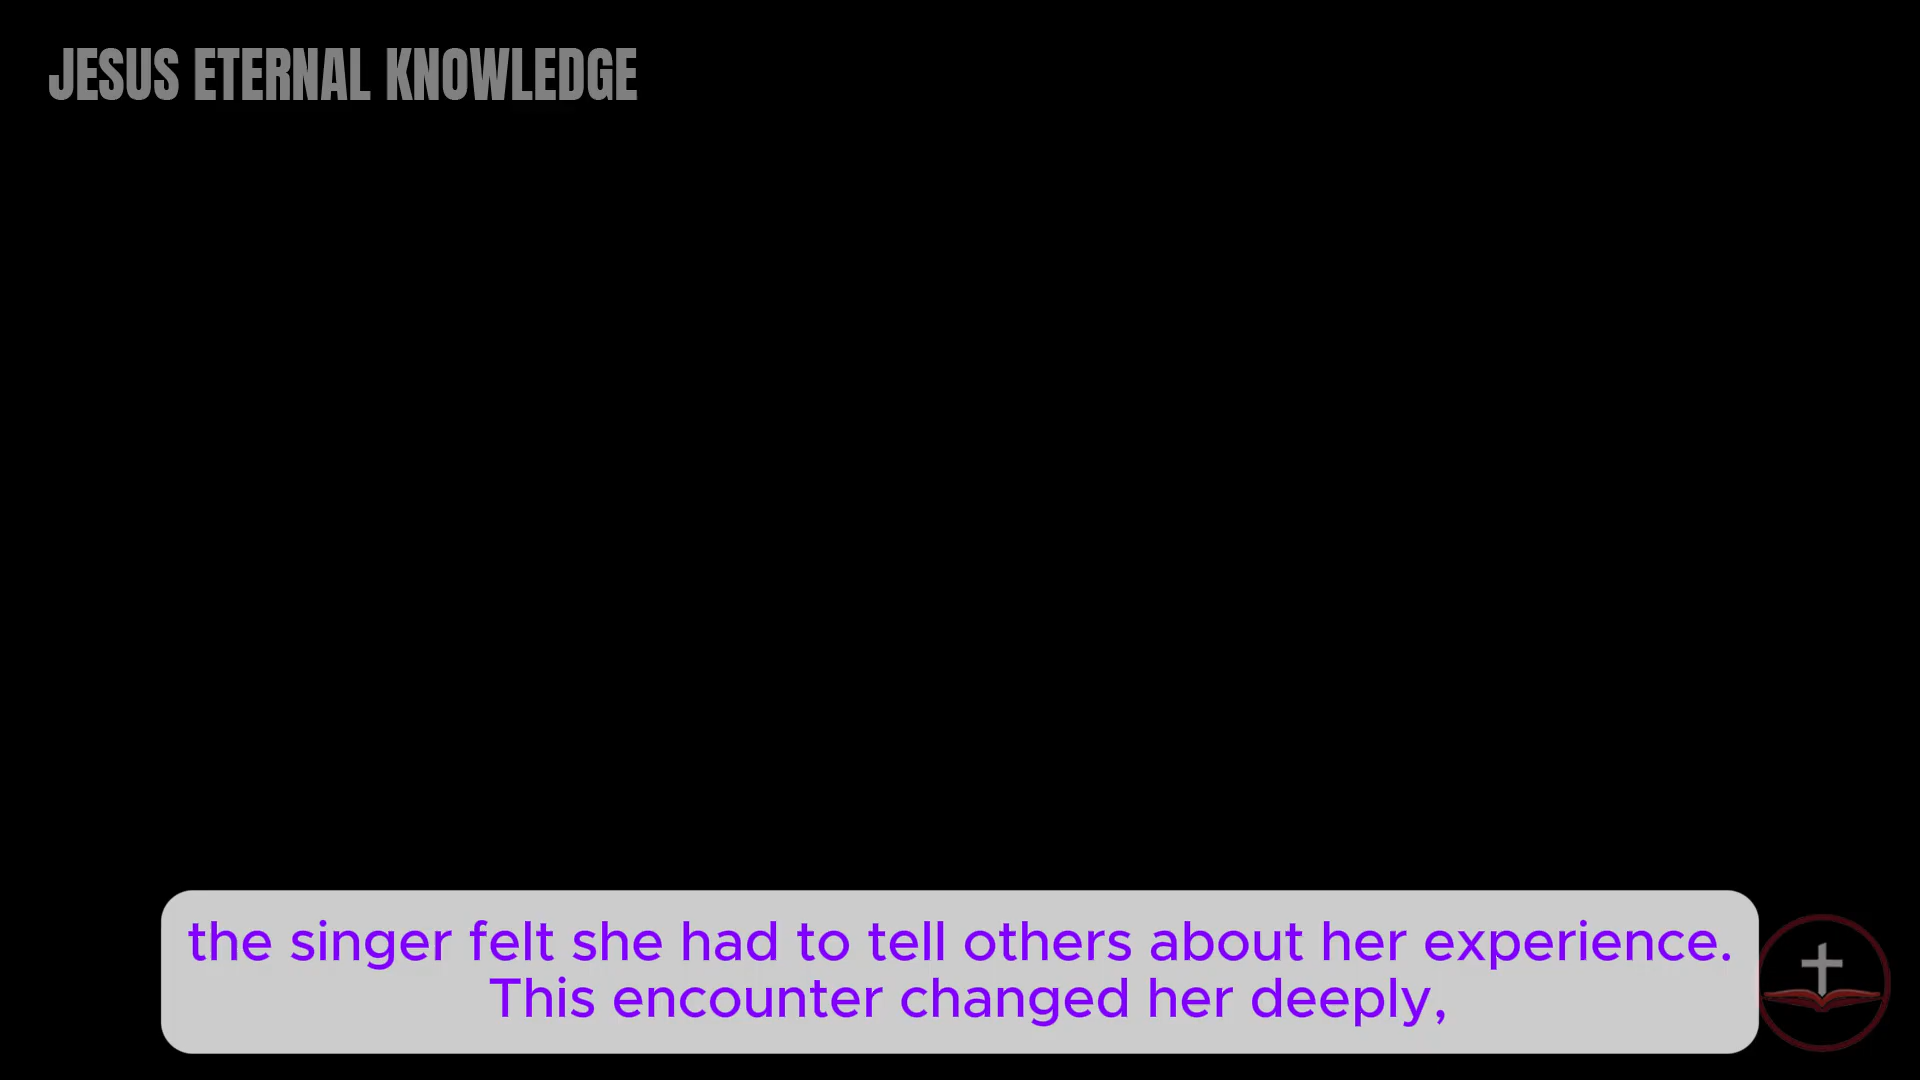 JESUS ETERNAL KNOWLEDGE
the singer felt she had to tell others about her experience.
This encounter changed her deeply,